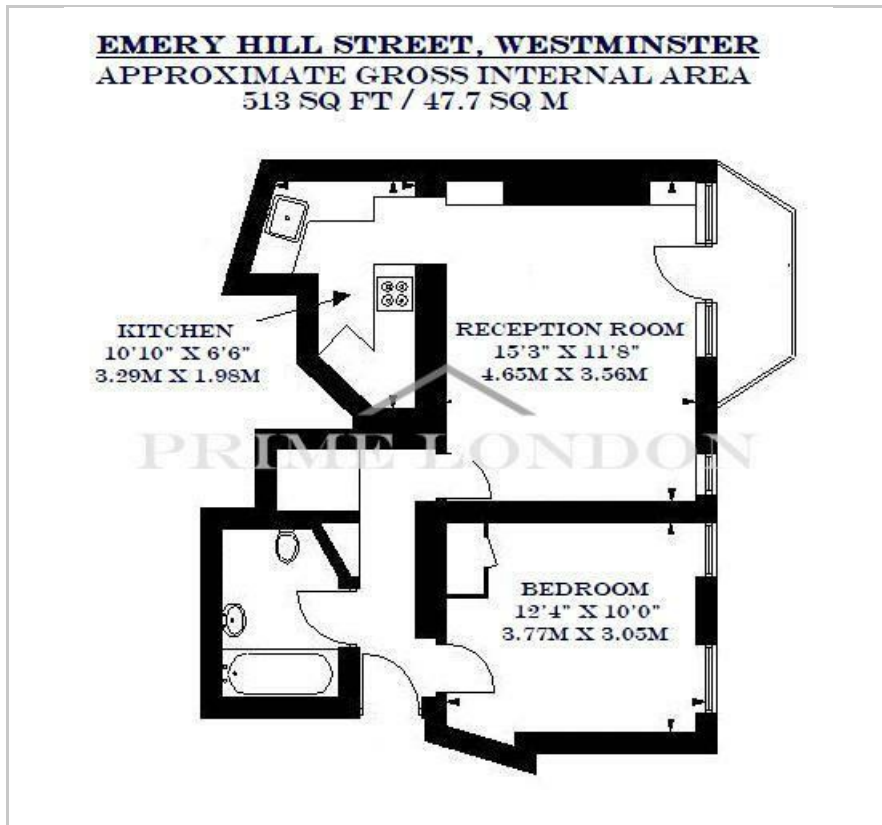 EMERY HILL STREET, WESTMINSTER
APPROXIMATE GROSS INTERNAL AREA
513 SQ FT / 47.7 SQ M
KITCHEN
10'10" X 6'6"
3.29M X 1.98M
RECEPTION ROOM
15'3" X 11'8"
4.65M X 3.56M
PRIME LONDON
BEDROOM
12'4" X 10'0"
3.77M X 3.05M